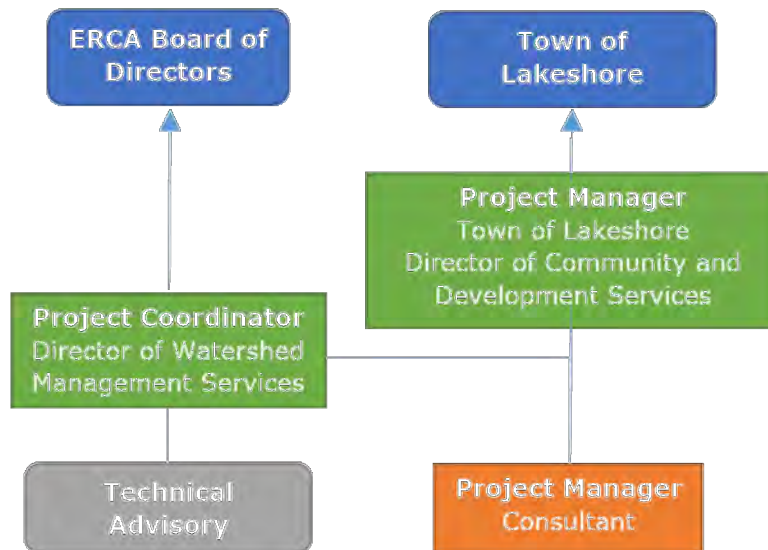 ERCA Board of
Directors
Town of
Lakeshore
Project Manager
Town of Lakeshore
Director of Community and
Development Services
Project Coordinator
Director of Watershed
Management Services
Technical
Advisory
Project Manager
Consultant